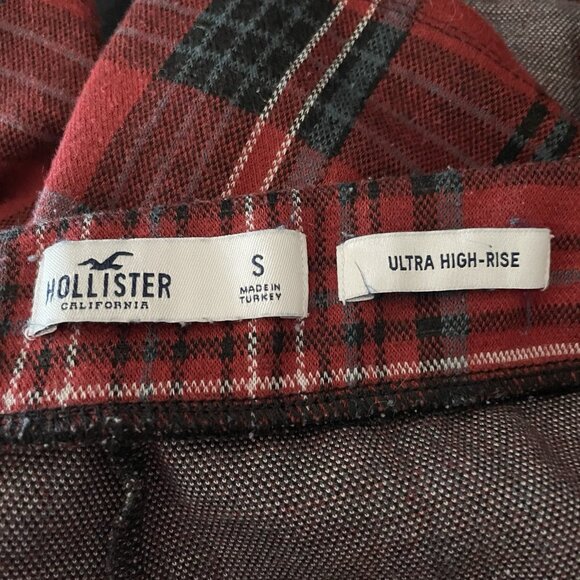 HOLLISTER
CALIFORNIA
S
MADE IN
TURKEY
ULTRA HIGH-RISE